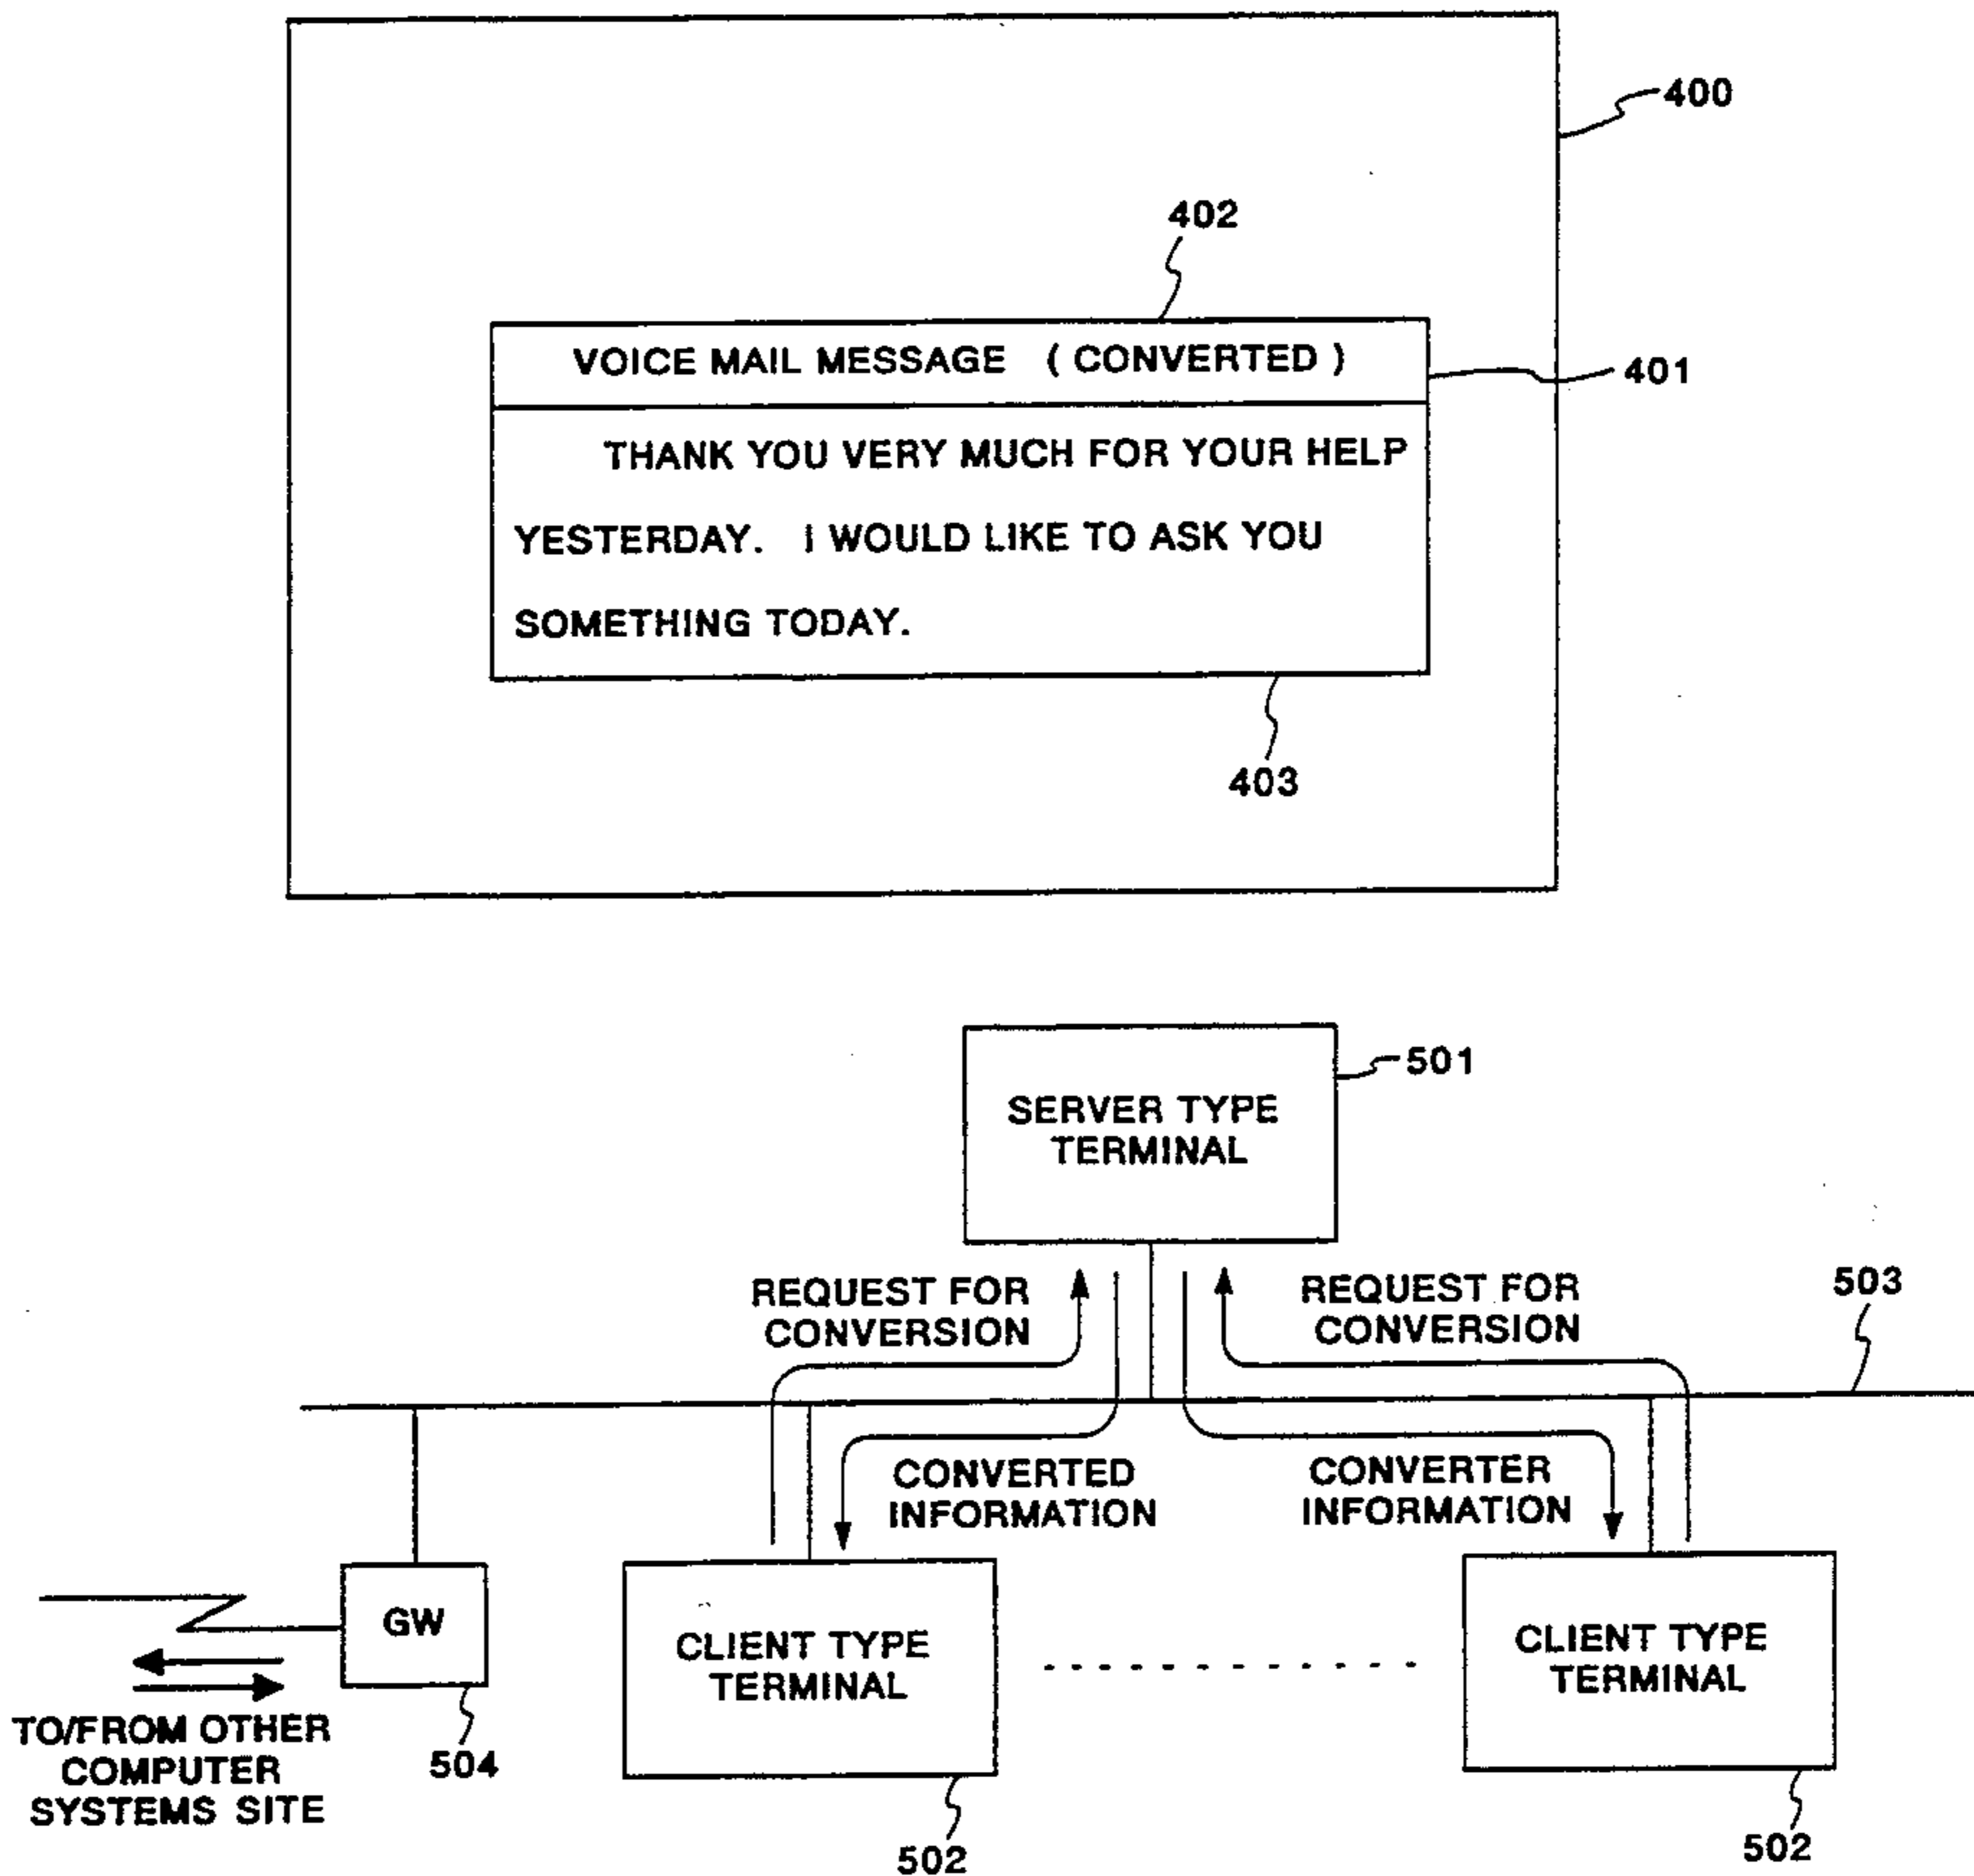 400
402
VOICE MAIL MESSAGE ( CONVERTED )
401
THANK YOU VERY MUCH FOR YOUR HELP
YESTERDAY. I WOULD LIKE TO ASK YOU
SOMETHING TODAY.
403
501
SERVER TYPE
TERMINAL
REQUEST FOR
CONVERSION
REQUEST FOR
CONVERSION
503
CONVERTED
INFORMATION
CONVERTER
INFORMATION
GW
CLIENT TYPE
TERMINAL
CLIENT TYPE
TERMINAL
TO/FROM OTHER
COMPUTER
SYSTEMS SITE
504
502
502